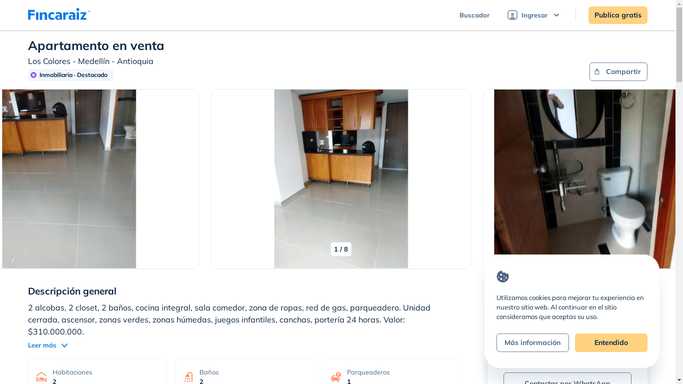 Fincaraiz
Buscador
Ingresar
Publica gratis
Apartamento en venta
Los Colores - Medellín - Antioquia
Inmobiliaria - Destacado
Compartir
1 / 8
Descripción general
2 alcobas, 2 closet, 2 baños, cocina integral, sala comedor, zona de ropas, red de gas, parqueadero. Unidad
cerrada, ascensor, zonas verdes, zonas húmedas, juegos infantiles, canchas, portería 24 horas. Valor:
$310.000.000.
Leer más
Habitaciones
2
Baños
2
Parqueaderos
1
Utilizamos cookies para mejorar tu experiencia en
nuestro sitio web. Al continuar en el sitio
consideramos que aceptas su uso.
Más información
Entendido
Contactar por WhatsApp